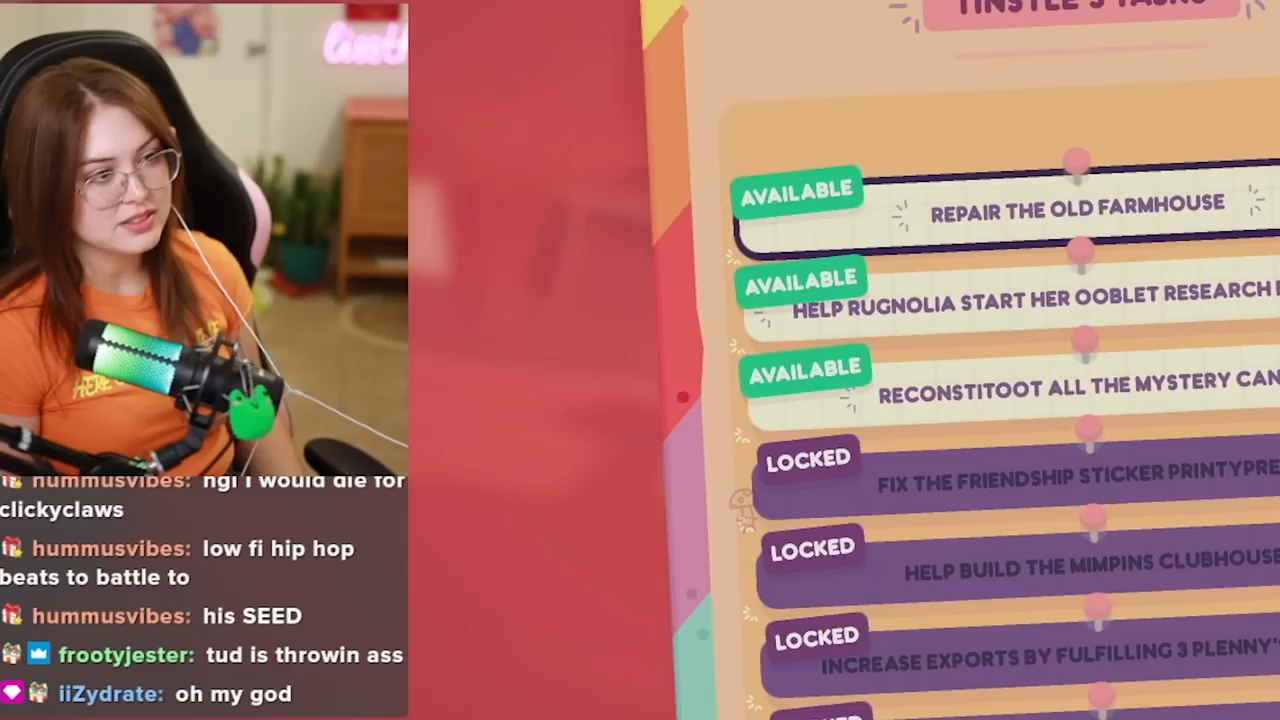 TINSTLE'S TASKS
AVAILABLE
REPAIR THE OLD FARMHOUSE
AVAILABLE
HELP RUGNOLIA START HER OOBLET RESEARCH
AVAILABLE
RECONSTITOOT ALL THE MYSTERY CAN
LOCKED
FIX THE FRIENDSHIP STICKER PRINTYPRE
LOCKED
HELP BUILD THE MIMPINS CLUBHOUSE
LOCKED
INCREASE EXPORTS BY FULFILLING 3 PLENNY'
LOCKED
HERE
hummusvibes: ngl i would die for
clickyclaws
hummusvibes: low fi hip hop
beats to battle to
hummusvibes: his SEED
frootyjester: tud is throwin ass
iiZydrate: oh my god